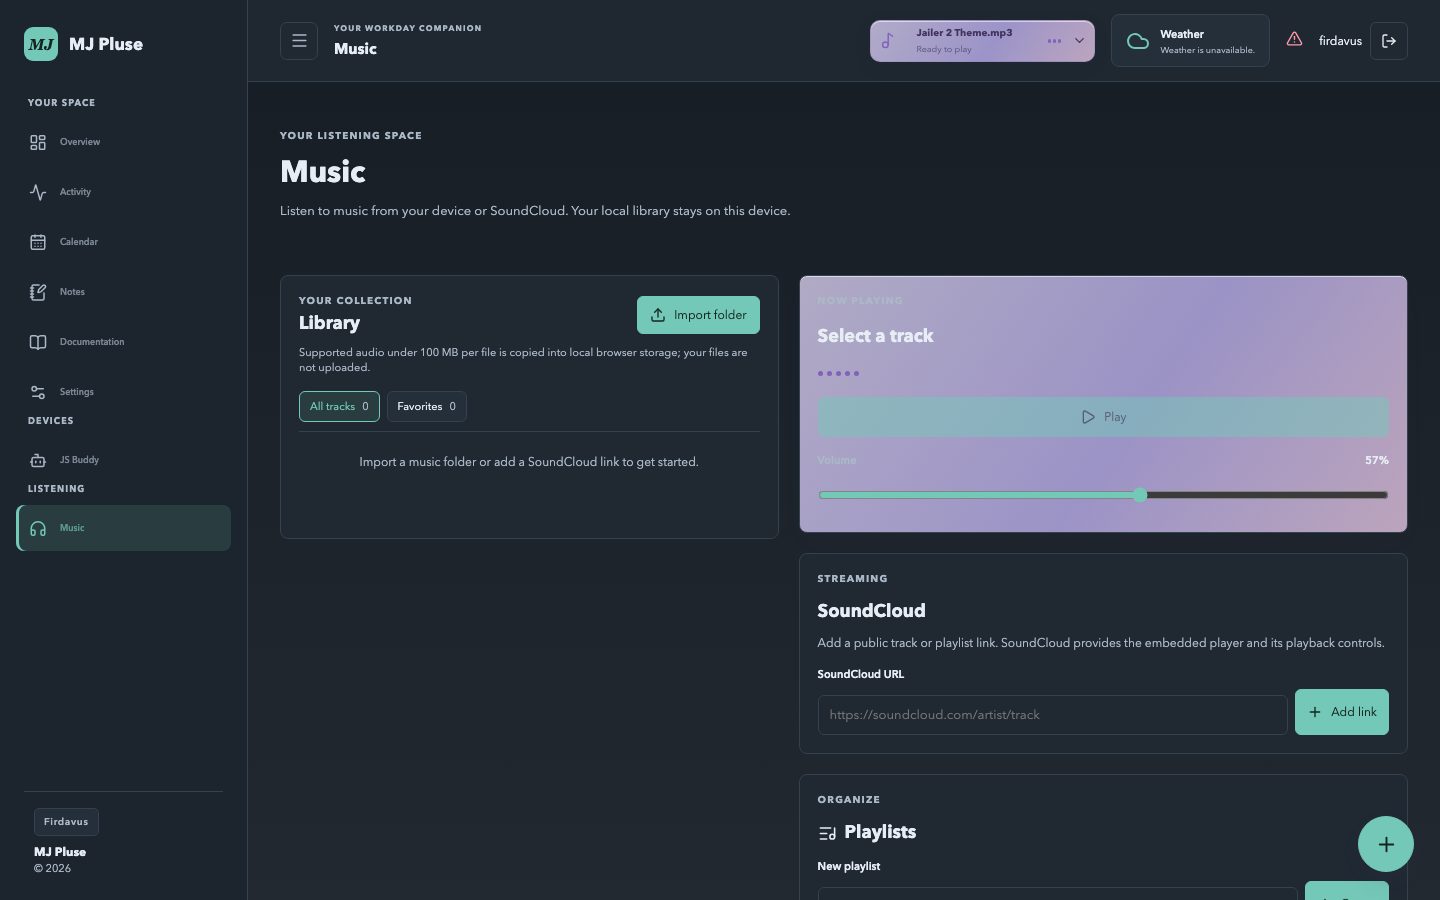 MJ MJ Pluse
YOUR SPACE
Overview
Activity
Calendar
Notes
Documentation
Settings
DEVICES
JS Buddy
LISTENING
Music
Firdavus
MJ Pluse
© 2026
YOUR WORKDAY COMPANION
Music
Jailer 2 Theme.mp3
Ready to play
Weather
Weather is unavailable.
firdavus
YOUR LISTENING SPACE
Music
Listen to music from your device or SoundCloud. Your local library stays on this device.
YOUR COLLECTION
Library
Import folder
Supported audio under 100 MB per file is copied into local browser storage; your files are
not uploaded.
All tracks 0
Favorites 0
Import a music folder or add a SoundCloud link to get started.
NOW PLAYING
Select a track
Play
Volume 57%
STREAMING
SoundCloud
Add a public track or playlist link. SoundCloud provides the embedded player and its playback controls.
SoundCloud URL
https://soundcloud.com/artist/track
Add link
ORGANIZE
Playlists
New playlist